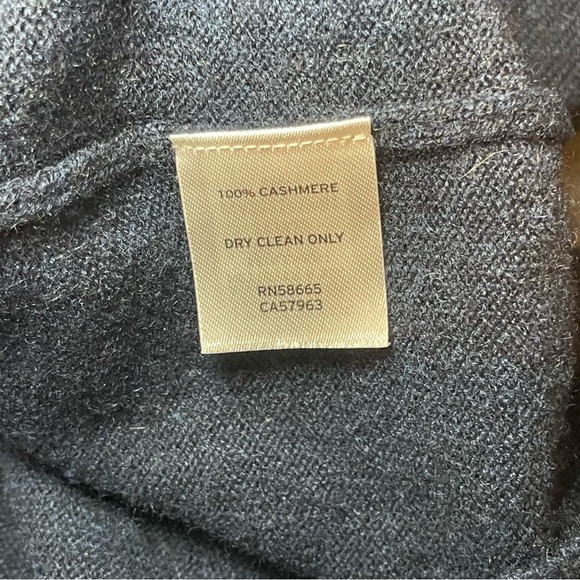 100% CASHMERE
DRY CLEAN ONLY
RN58665
CA57963